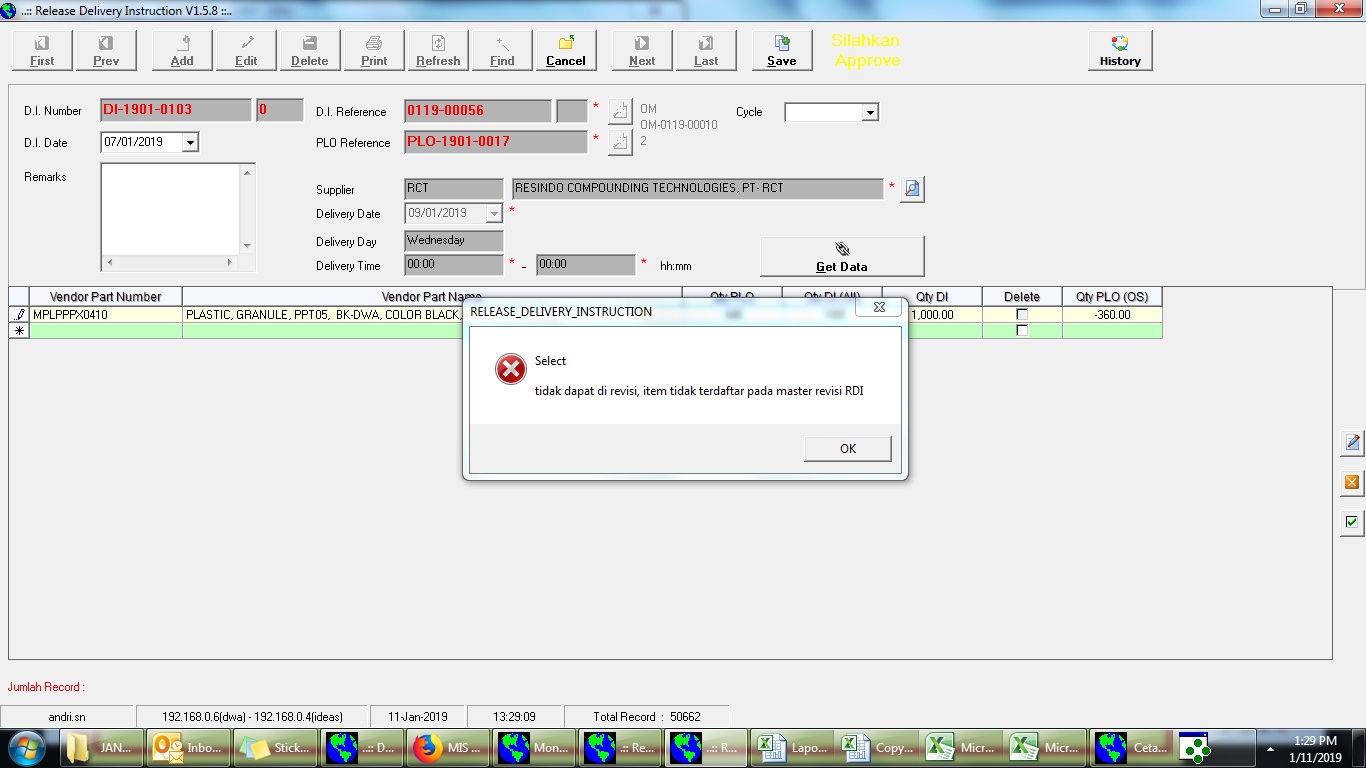 ..:: Release Delivery Instruction V1.5.8 ::..
First Prev Add Edit Delete Print Refresh Find Cancel Next Last Save Silahkan Approve History
D.I. Number DI-1901-0103 0 D.I. Reference 0119-00056 * OM Cycle
OM-0119-00010
D.I. Date 07/01/2019 PLO Reference PLO-1901-0017 * 2
Remarks
Supplier RCT RESINDO COMPOUNDING TECHNOLOGIES, PT- RCT *
Delivery Date 09/01/2019 *
Delivery Day Wednesday
Delivery Time 00:00 * - 00:00 * hh:mm
Get Data
Vendor Part Number Vendor Part Name Qty PLO Qty DI (All) Qty DI Delete Qty PLO (OS)
MPLPPPX0410 PLASTIC, GRANULE, PPT05, BK-DWA, COLOR BLACK, 1,000.00 -360.00
RELEASE_DELIVERY_INSTRUCTION
Select
tidak dapat di revisi, item tidak terdaftar pada master revisi RDI
OK
Jumlah Record :
andri.sn 192.168.0.6(dwa) - 192.168.0.4(ideas) 11-Jan-2019 13:29:09 Total Record : 50662
JAN... Inbo... Stick... ..:: D... MIS ... Mon... .:: Re... ..:: R... Lapo... Copy... Micr... Micr... Ceta... 1:29 PM
1/11/2019